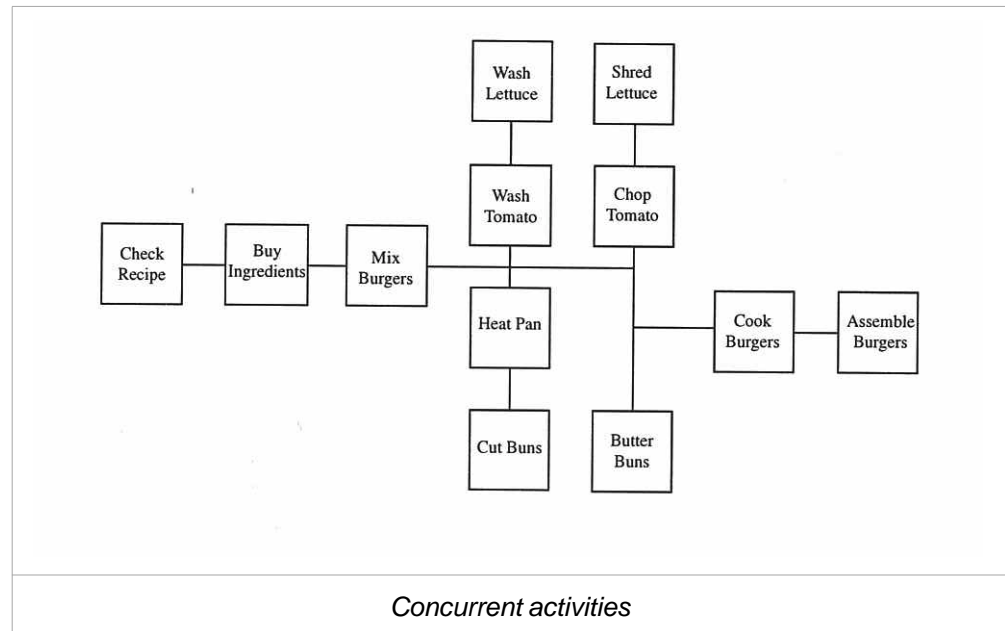 Wash
Lettuce
Shred
Lettuce
Wash
Tomato
Chop
Tomato
Check
Recipe
Buy
Ingredients
Mix
Burgers
Heat Pan
Cook
Burgers
Assemble
Burgers
Cut Buns
Butter
Buns
Concurrent activities